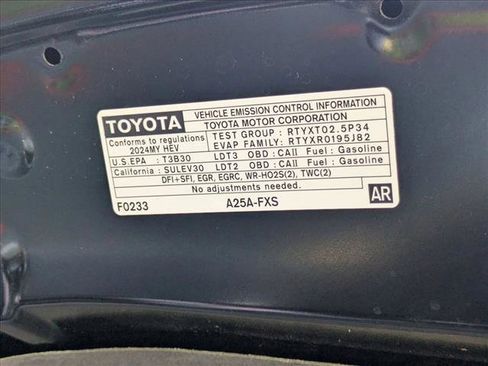 TOYOTA
VEHICLE EMISSION CONTROL INFORMATION
TOYOTA MOTOR CORPORATION
Conforms to regulations
2024MY HEV
TEST GROUP : RTYXT02.5P34
EVAP FAMILY: RTYXR0195J82
U.S.EPA : T3B30 LDT3 OBD:CAⅡ Fuel : Gasoline
California : SULEV30 LDT2 OBD:CAⅡ Fuel : Gasoline
DFI+SFI, EGR, EGRC, WR-HO2S(2), TWC(2)
No adjustments needed.
F0233
A25A-FXS
AR